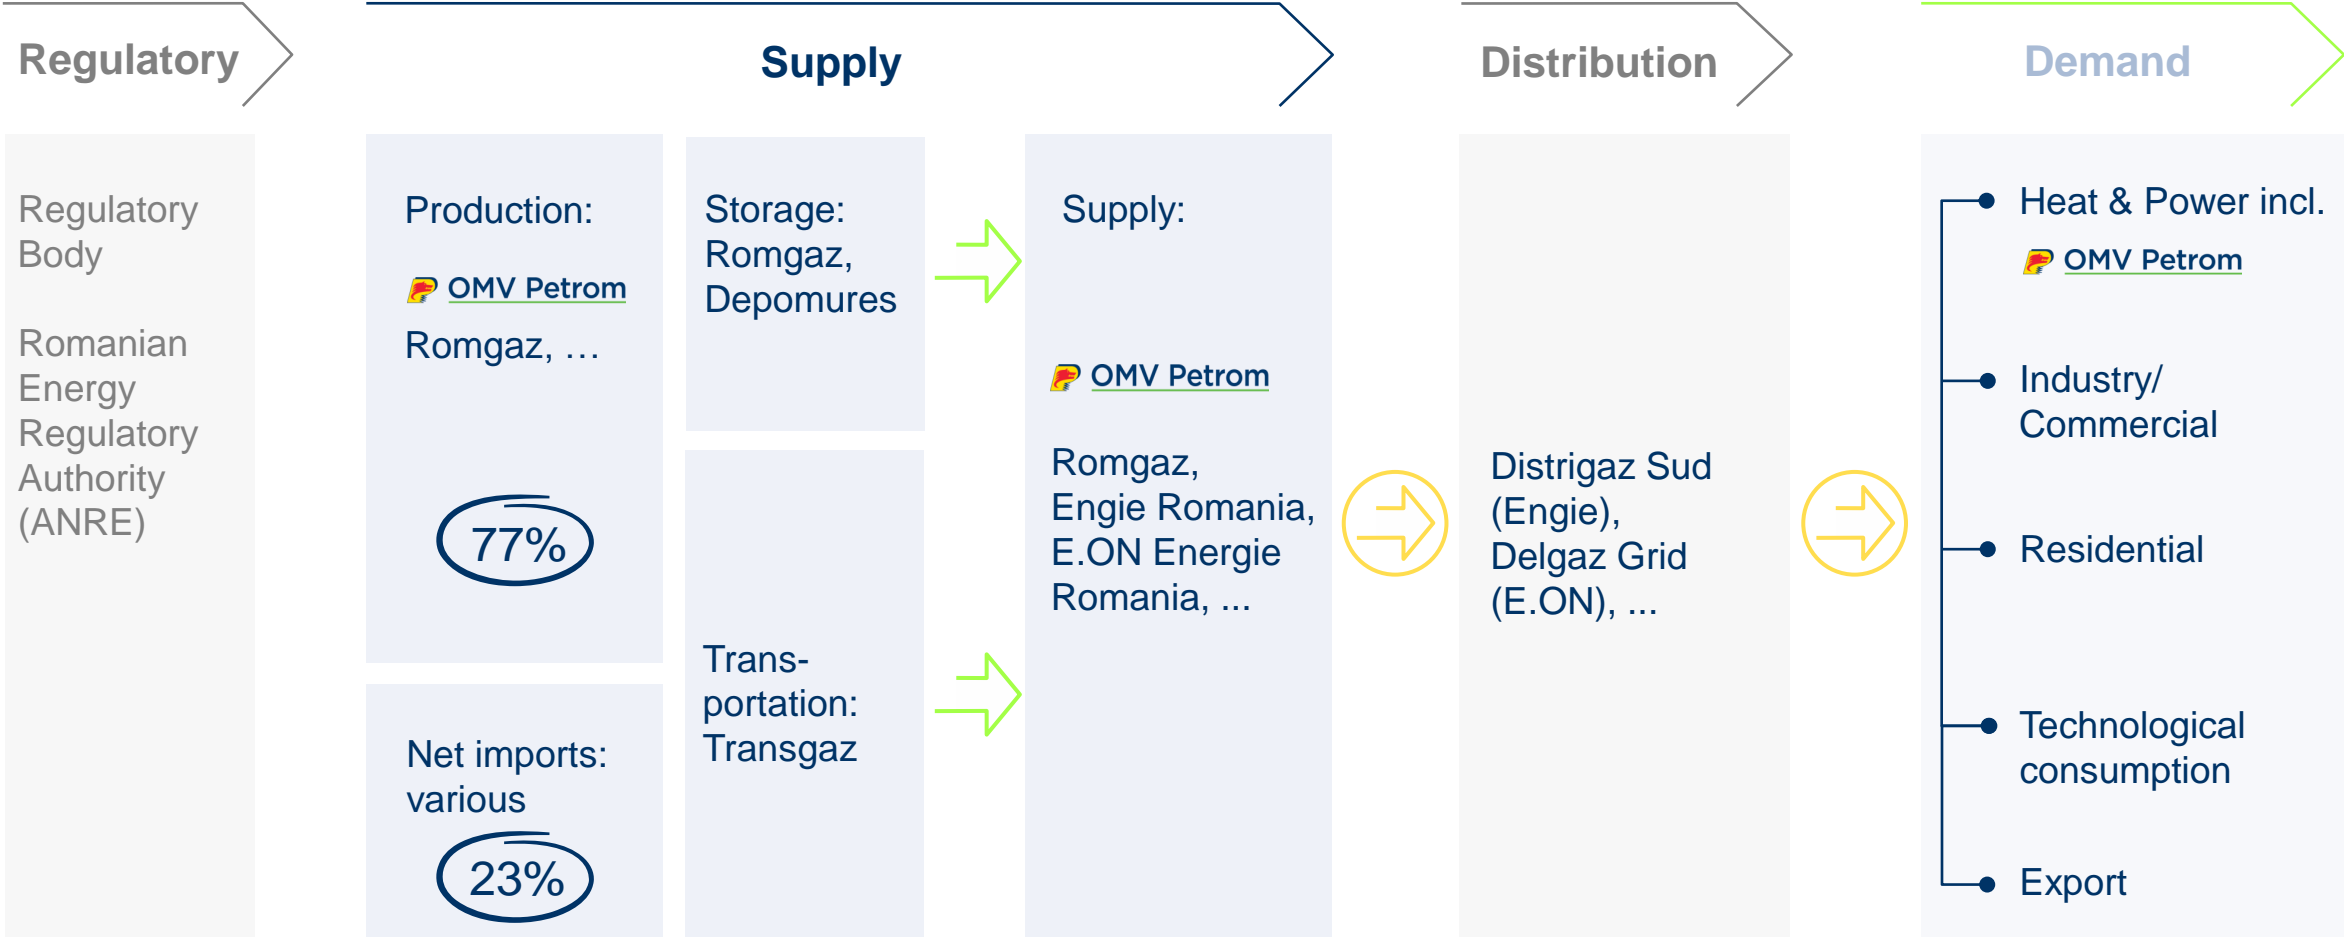 Regulatory
Supply
Distribution
Demand
Regulatory
Body
Romanian
Energy
Regulatory
Authority
(ANRE)
Production:
OMV Petrom
Romgaz, …
77%
Net imports:
various
23%
Storage:
Romgaz,
Depomures
Trans-
portation:
Transgaz
Supply:
OMV Petrom
Romgaz,
Engie Romania,
E.ON Energie
Romania, ...
Distrigaz Sud
(Engie),
Delgaz Grid
(E.ON), ...
Heat & Power incl.
OMV Petrom
Industry/
Commercial
Residential
Technological
consumption
Export